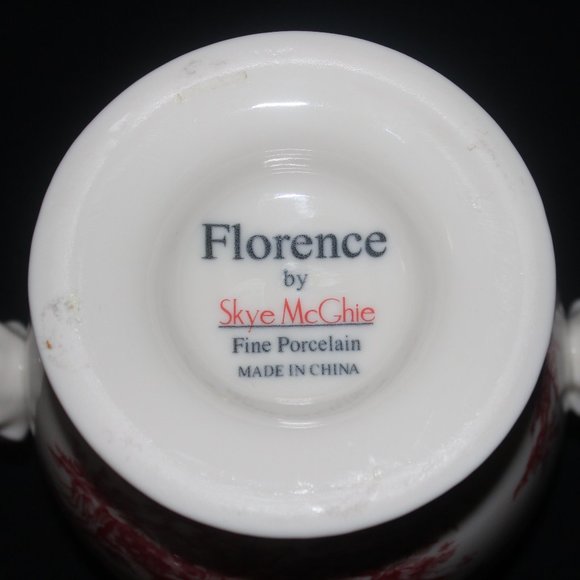 Florence
by
Skye McGhie
Fine Porcelain
MADE IN CHINA